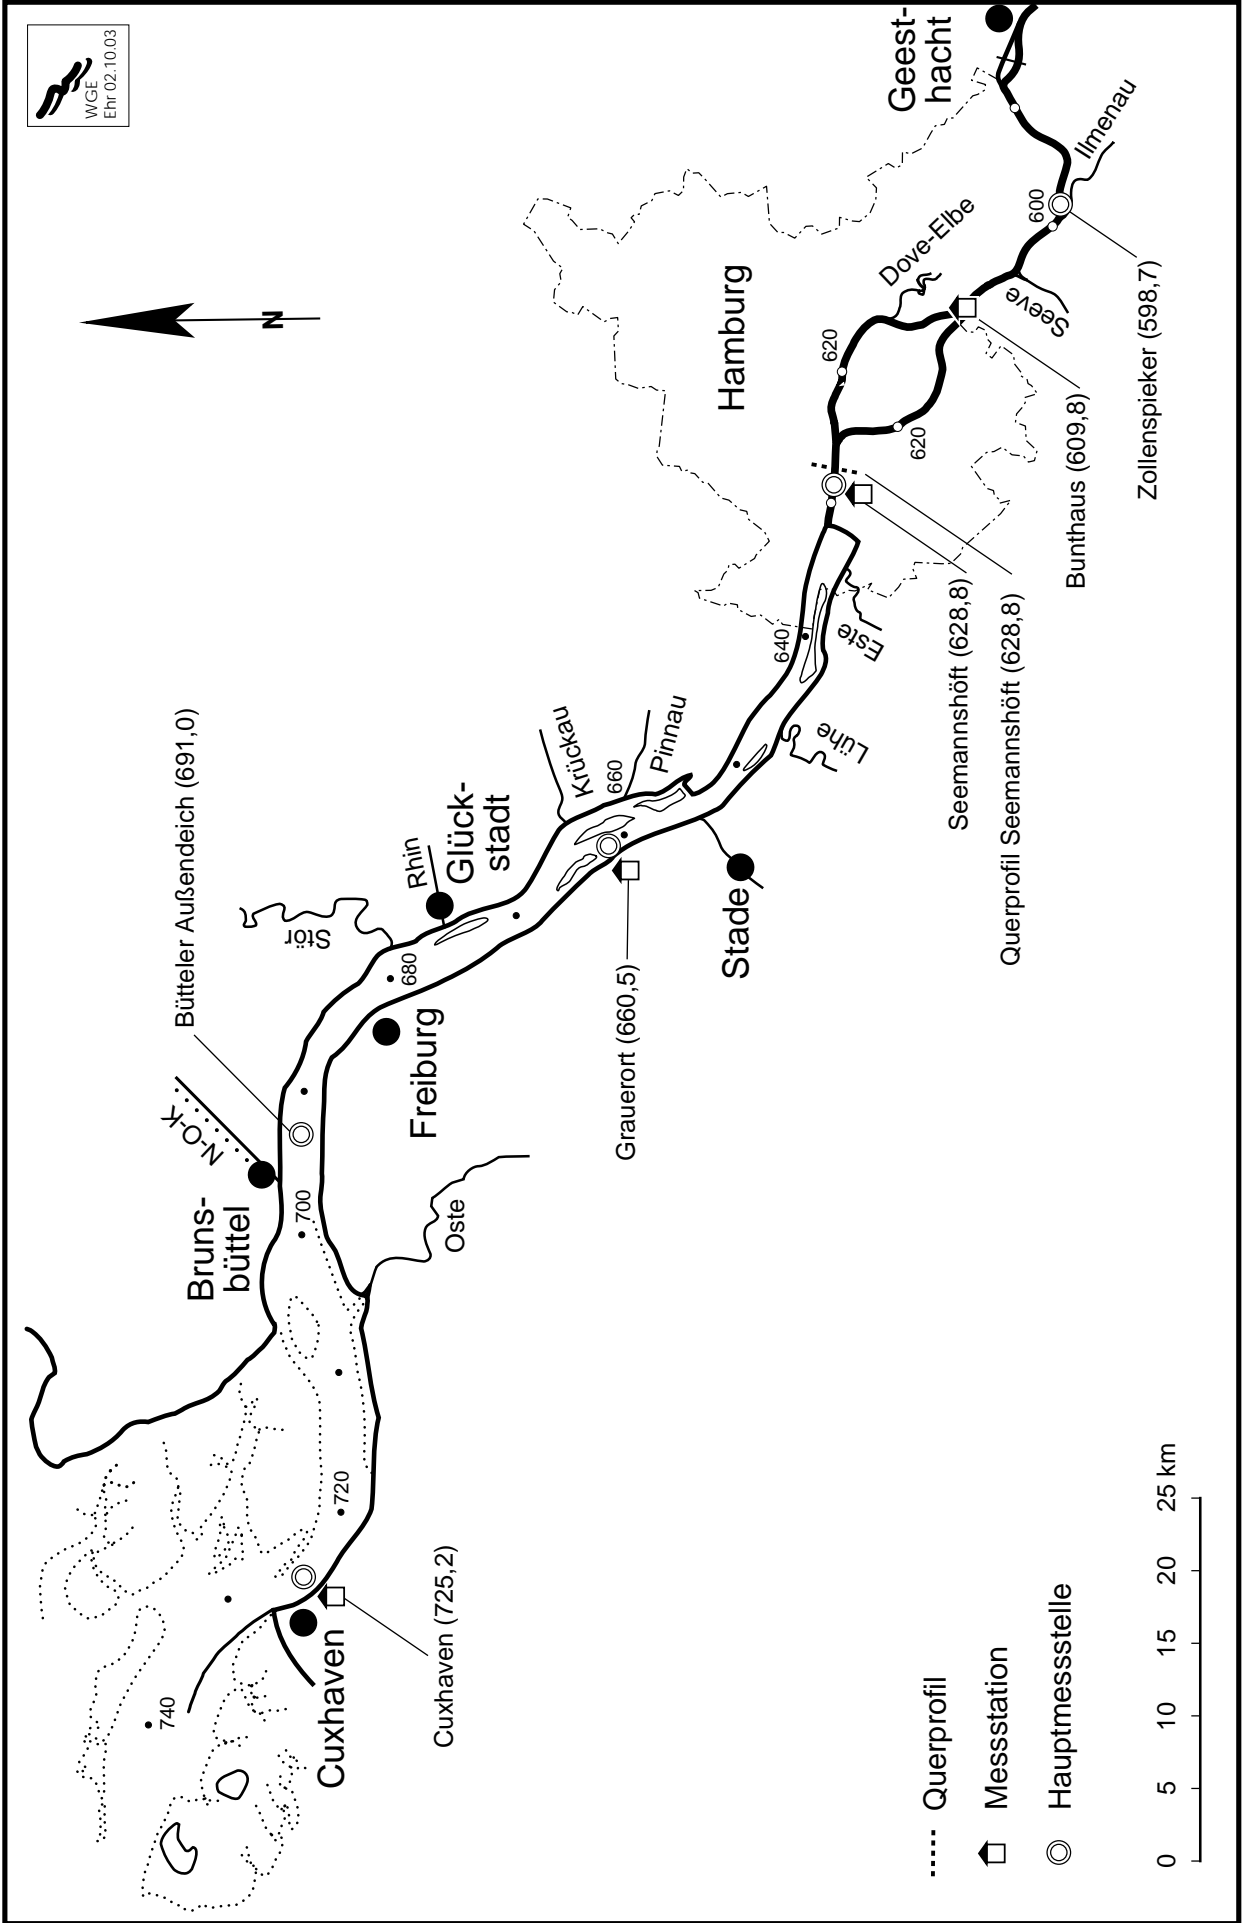 WGE
Ehr 02.10.03
N
Geest-
hacht
Ilmenau
600
Zollenspieker (598,7)
Dove-Elbe
Seeve
Hamburg
620
620
Bunthaus (609,8)
Seemannshöft (628,8)
Querprofil Seemannshöft (628,8)
640
Este
Lühe
Pinnau
Krückau
660
Stade
Grauerort (660,5)
Glück-
stadt
Rhin
Stör
680
Freiburg
Bütteler Außendeich (691,0)
N-O-K
Bruns-
büttel
700
Oste
720
Cuxhaven
Cuxhaven (725,2)
740
Querprofil
Messstation
Hauptmessstelle
0 5 10 15 20 25 km